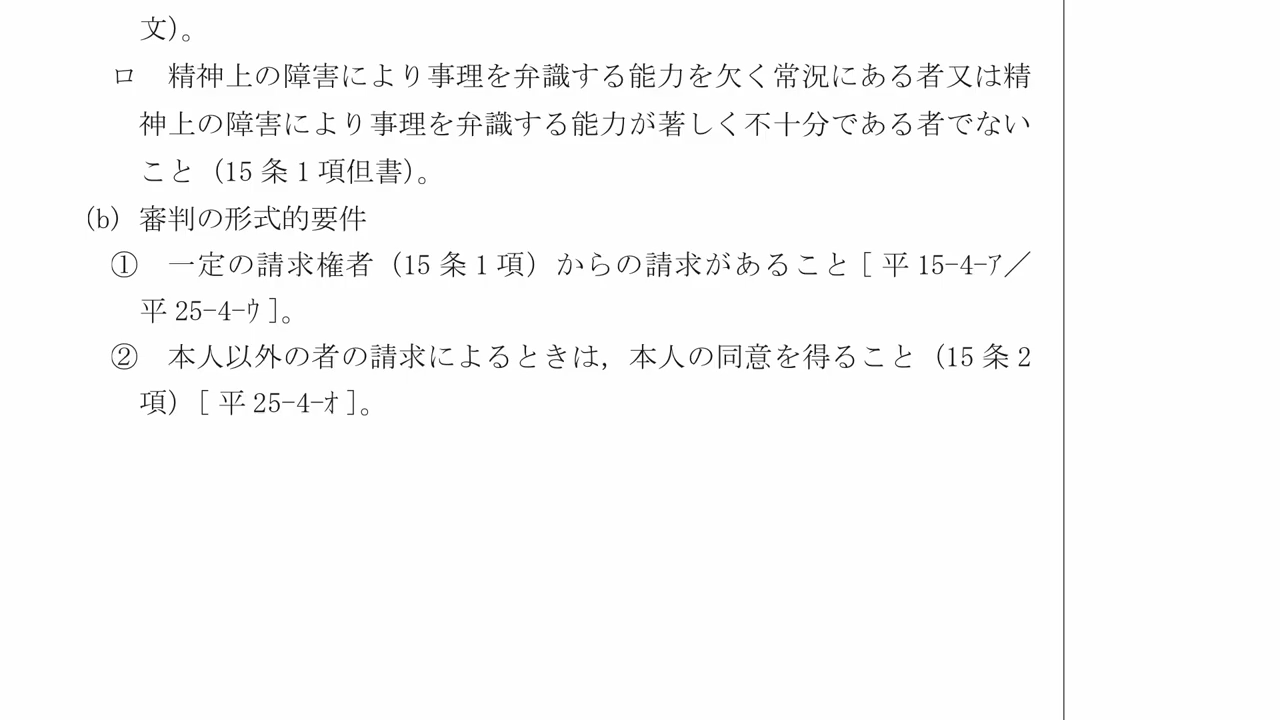 文）。
ロ　精神上の障害により事理を弁識する能力を欠く常況にある者又は精
神上の障害により事理を弁識する能力が著しく不十分である者でない
こと（15 条 1 項但書）。
(b) 審判の形式的要件
①　一定の請求権者（15 条 1 項）からの請求があること［ 平 15-4-ｱ／
平 25-4-ｳ ］。
②　本人以外の者の請求によるときは，本人の同意を得ること（15 条 2
項）［ 平 25-4-ｵ ］。